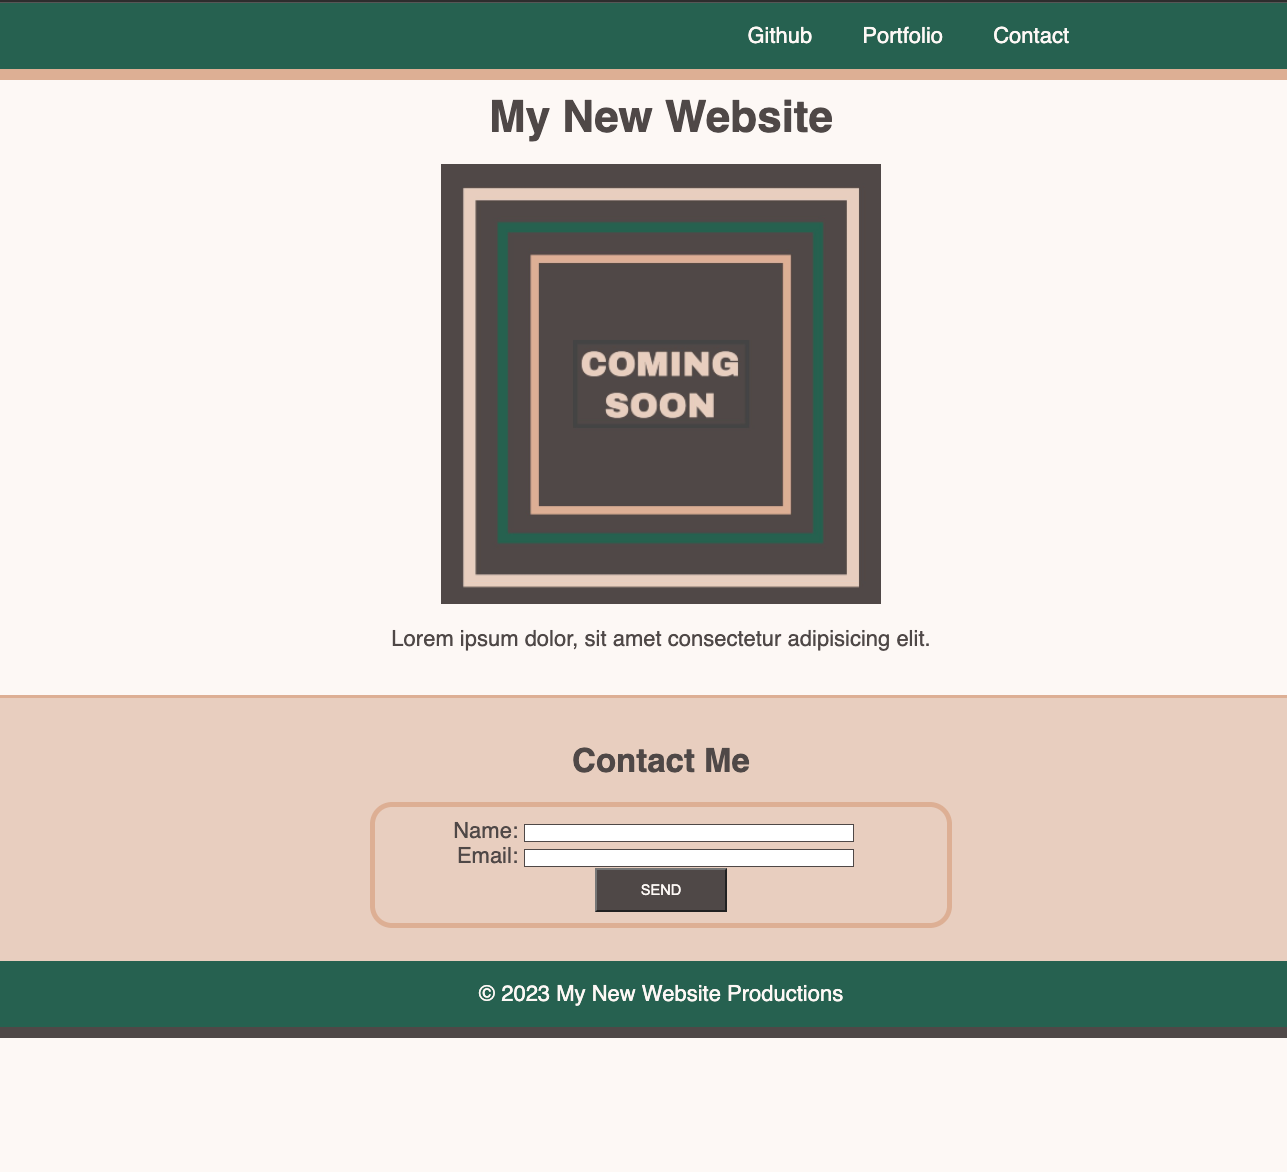 Github Portfolio Contact
My New Website
COMING
SOON
Lorem ipsum dolor, sit amet consectetur adipisicing elit.
Contact Me
Name:
Email:
SEND
© 2023 My New Website Productions